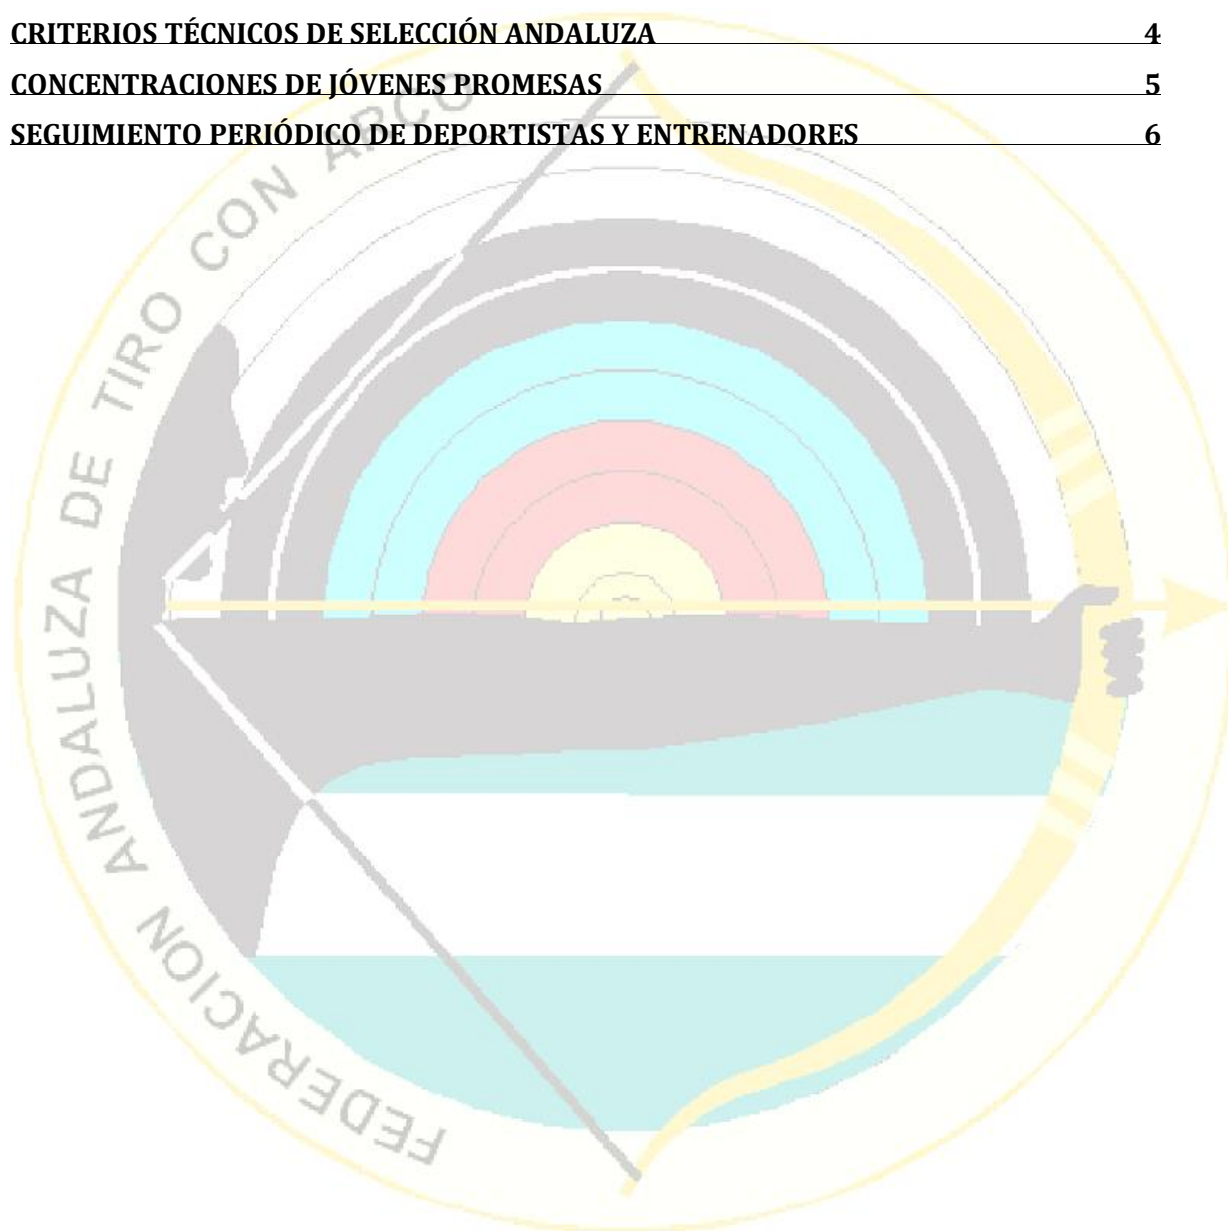 CRITERIOS TÉCNICOS DE SELECCIÓN ANDALUZA 4
CONCENTRACIONES DE JÓVENES PROMESAS 5
SEGUIMIENTO PERIÓDICO DE DEPORTISTAS Y ENTRENADORES 6
FEDERACION ANDALUZA DE TIRO CON ARCO